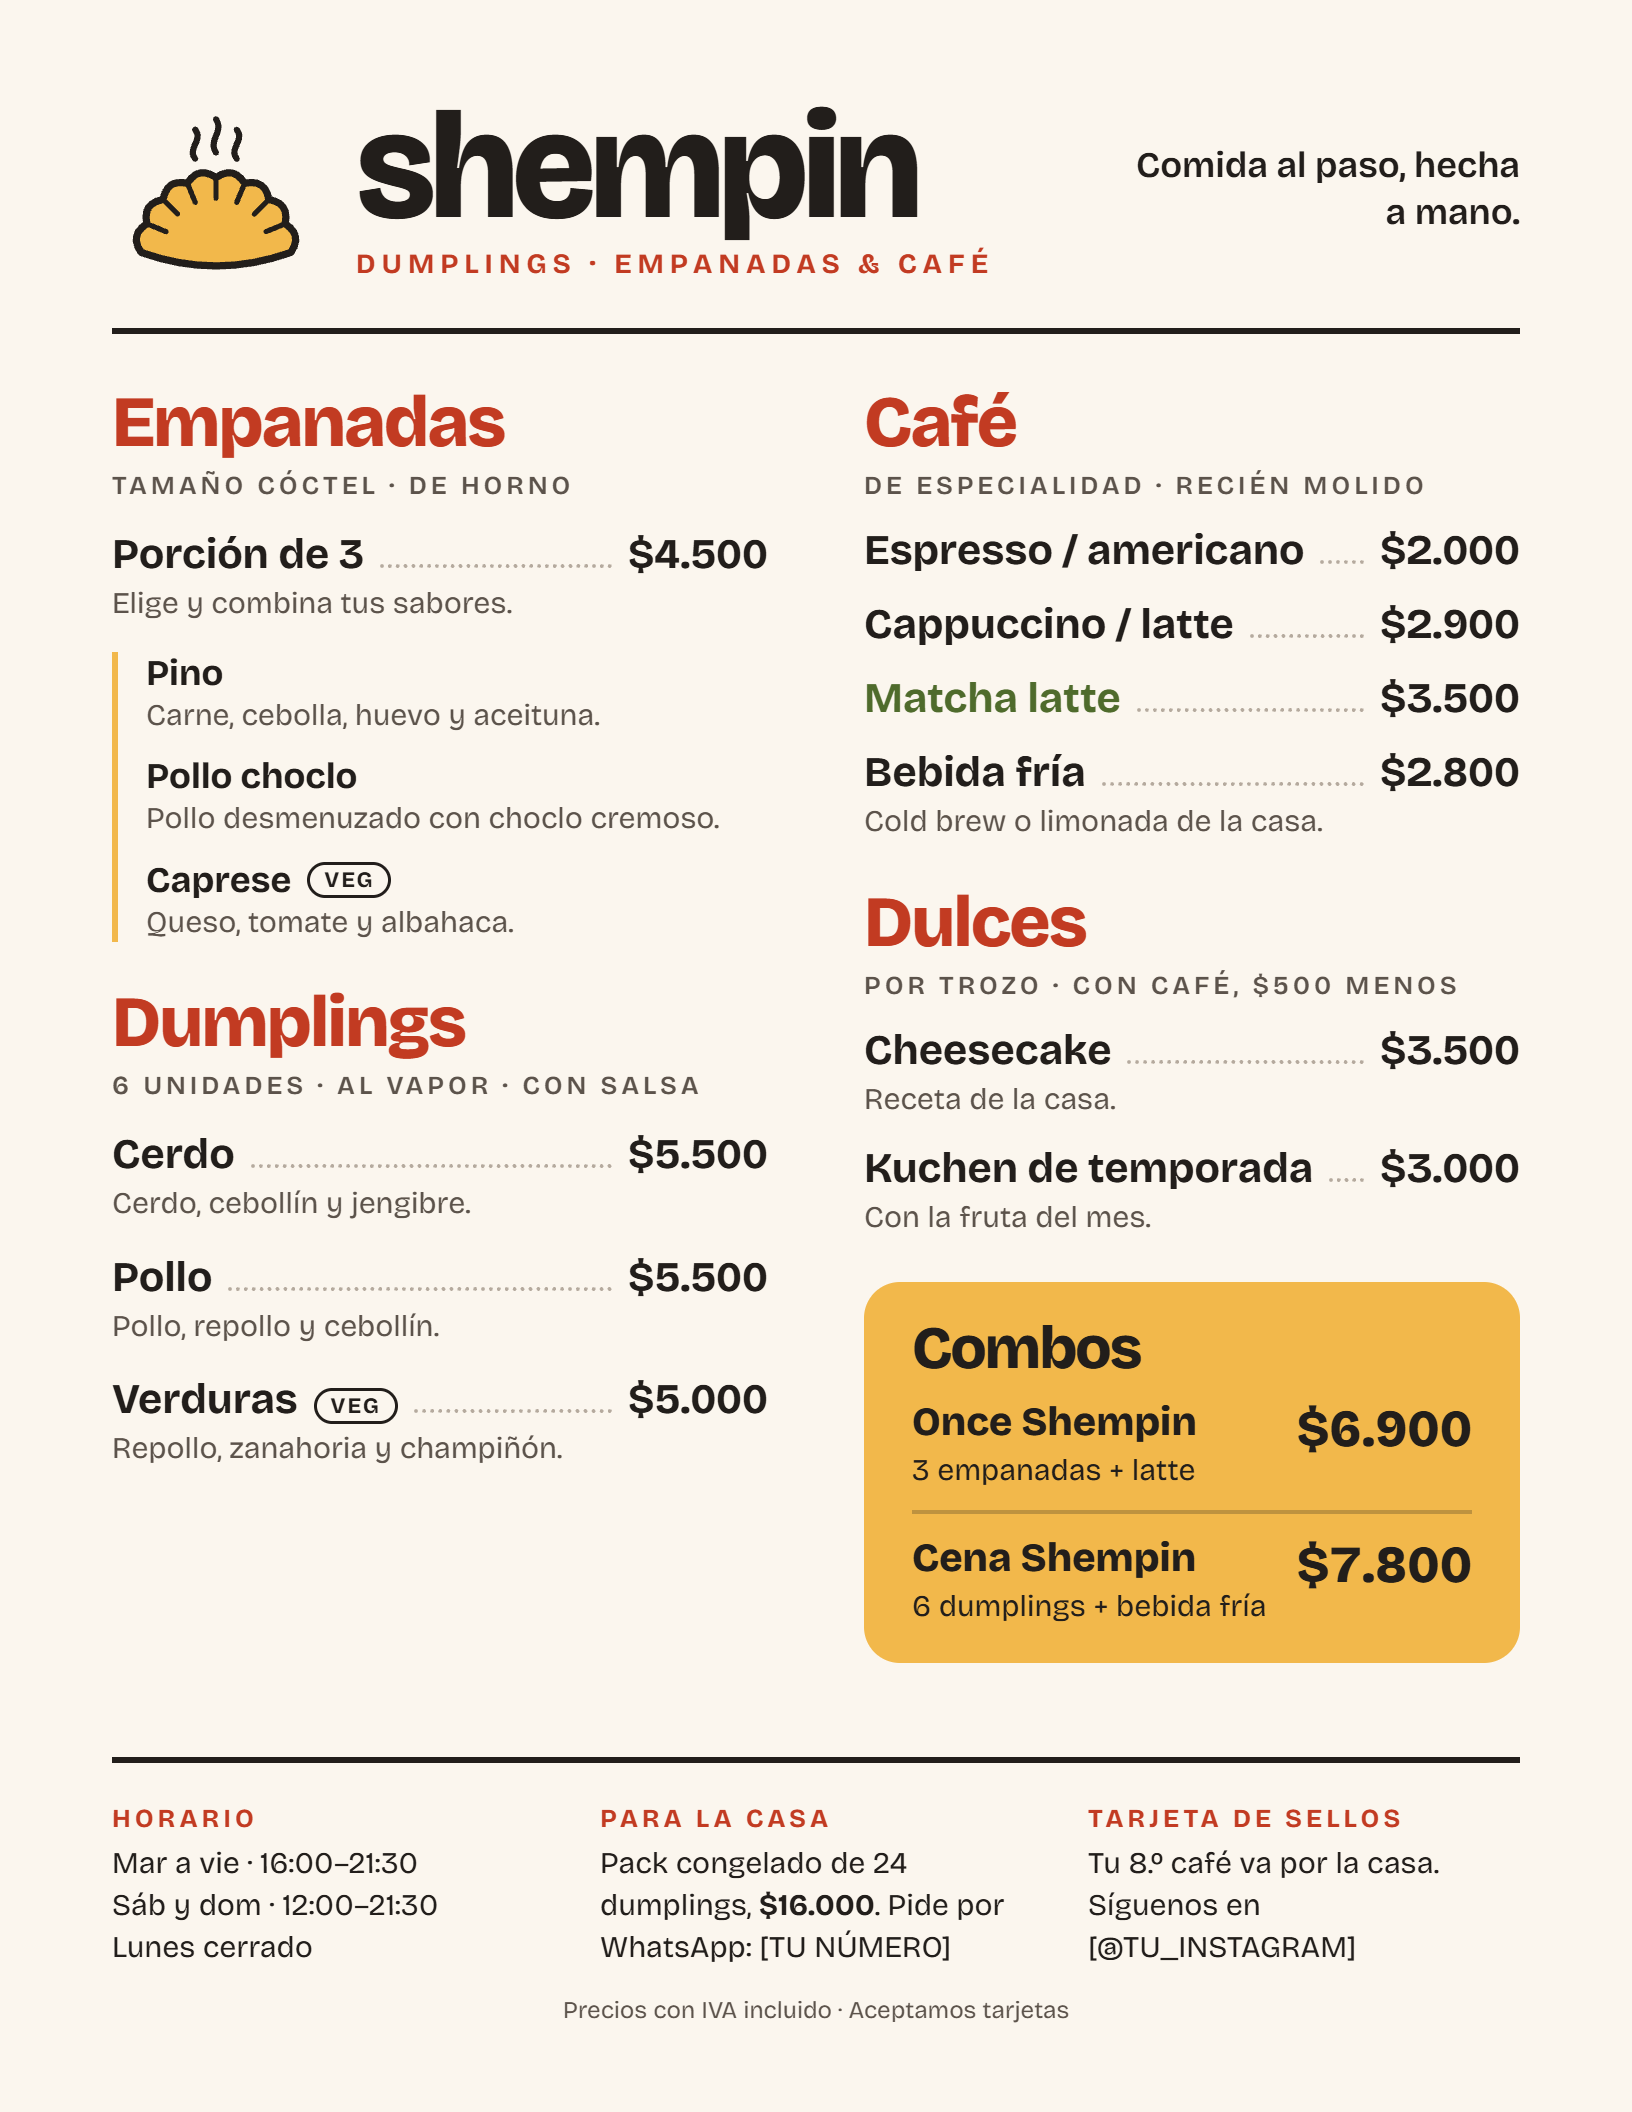 shempin
DUMPLINGS · EMPANADAS & CAFÉ
Comida al paso, hecha
a mano.
Empanadas
TAMAÑO CÓCTEL · DE HORNO
Porción de 3 $4.500
Elige y combina tus sabores.
Pino
Carne, cebolla, huevo y aceituna.
Pollo choclo
Pollo desmenuzado con choclo cremoso.
Caprese VEG
Queso, tomate y albahaca.
Dumplings
6 UNIDADES · AL VAPOR · CON SALSA
Cerdo $5.500
Cerdo, cebollín y jengibre.
Pollo $5.500
Pollo, repollo y cebollín.
Verduras VEG $5.000
Repollo, zanahoria y champiñón.
Café
DE ESPECIALIDAD · RECIÉN MOLIDO
Espresso / americano $2.000
Cappuccino / latte $2.900
Matcha latte $3.500
Bebida fría $2.800
Cold brew o limonada de la casa.
Dulces
POR TROZO · CON CAFÉ, $500 MENOS
Cheesecake $3.500
Receta de la casa.
Kuchen de temporada $3.000
Con la fruta del mes.
Combos
Once Shempin $6.900
3 empanadas + latte
Cena Shempin $7.800
6 dumplings + bebida fría
HORARIO
Mar a vie · 16:00–21:30
Sáb y dom · 12:00–21:30
Lunes cerrado
PARA LA CASA
Pack congelado de 24
dumplings, $16.000. Pide por
WhatsApp: [TU NÚMERO]
TARJETA DE SELLOS
Tu 8.º café va por la casa.
Síguenos en
[@TU_INSTAGRAM]
Precios con IVA incluido · Aceptamos tarjetas